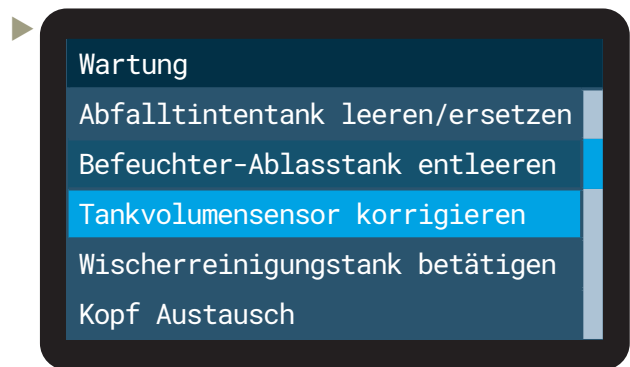 Wartung
Abfalltintentank leeren/ersetzen
Befeuchter-Ablasstank entleeren
Tankvolumensensor korrigieren
Wischerreinigungstank betätigen
Kopf Austausch